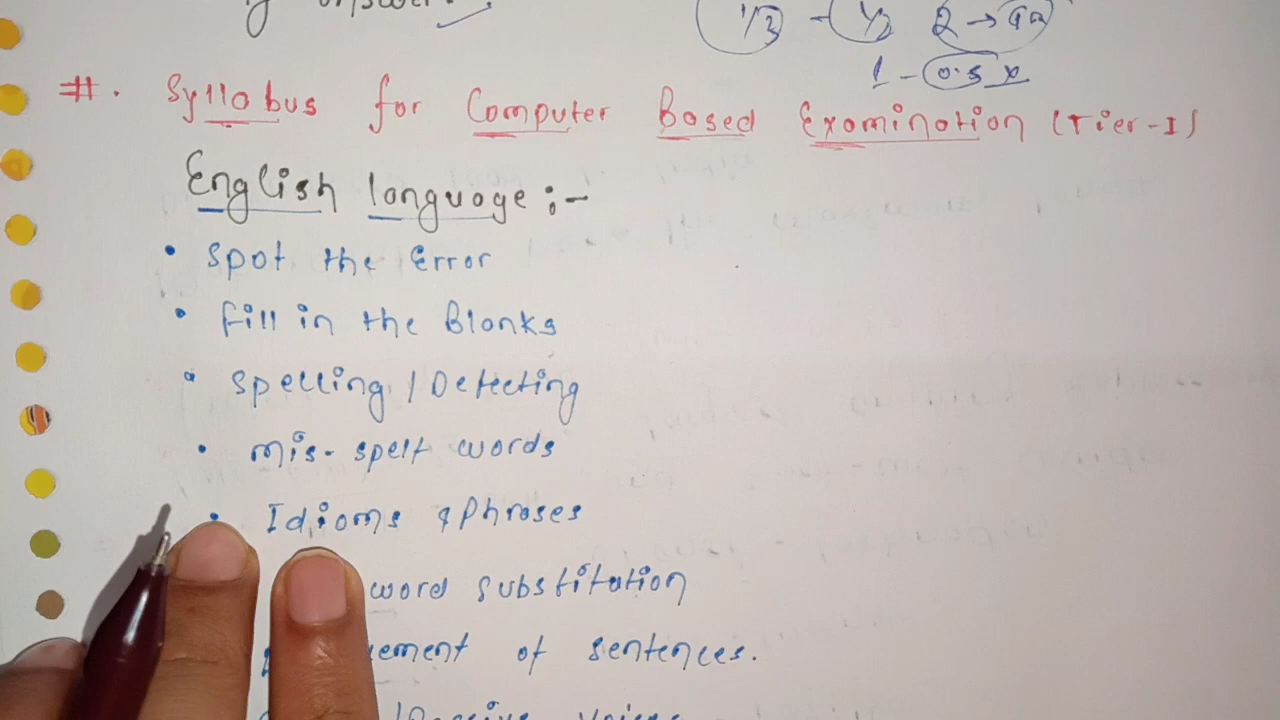 answer.
1/3 - 1/3 2 →
1 - 0.5 x
#. Syllabus for Computer Based Examination (Tier-I)
English language :-
• Spot the Error
• Fill in the Blanks
• Spelling / Detecting
• mis-spelt words
• Idioms & Phrases
word substitution
ement of sentences.